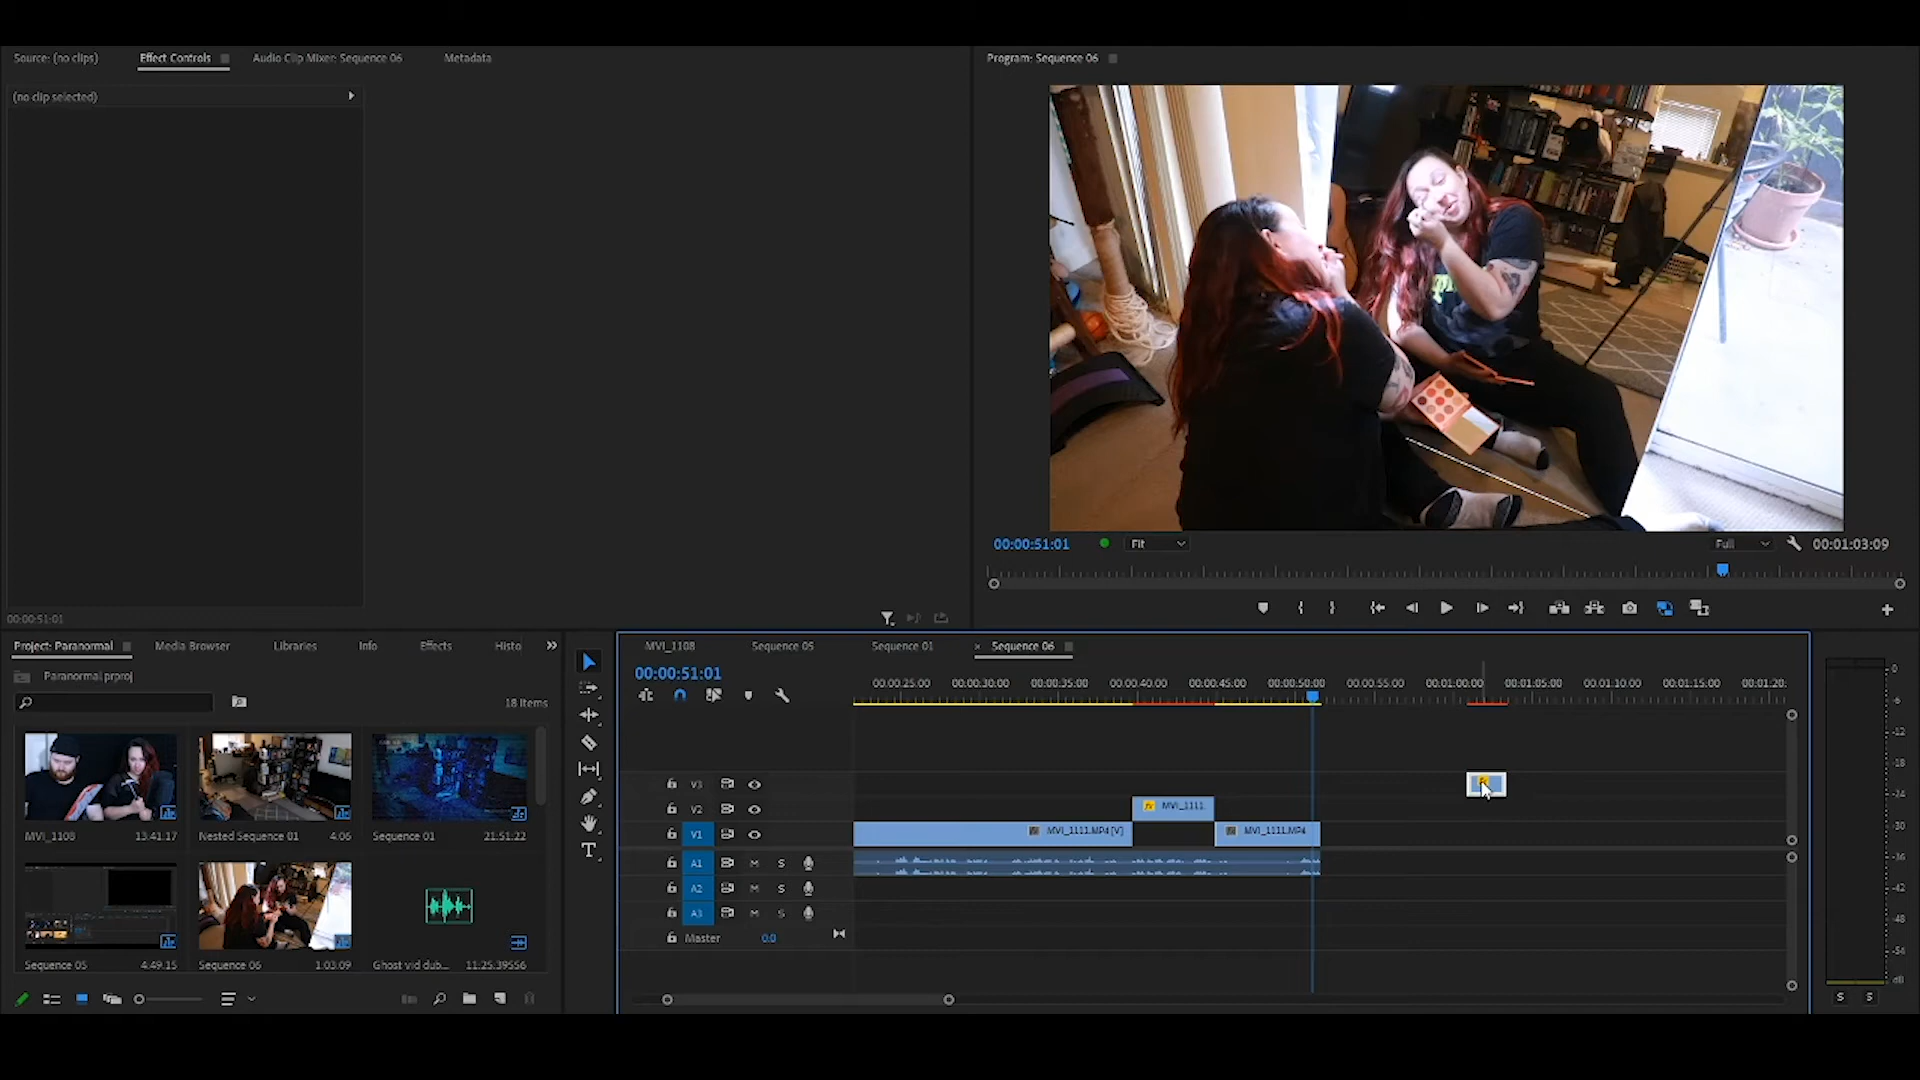 Source: (no clips)
Effect Controls
Audio Clip Mixer: Sequence 06
Metadata
Program: Sequence 06
(no clip selected)
00:00:51:01
Fit
Full
00:01:03:09
00:00:51:01
Project: Paranormal
Media Browser
Libraries
Info
Effects
Histo
Paranormal.prproj
18 Items
MVI_1108
13:41:17
Nested Sequence 01
4:06
Sequence 01
21:51:22
Sequence 05
4:49:15
Sequence 06
1:03:09
Ghost vid dub...
11:25:39556
MVI_1108
Sequence 05
Sequence 01
× Sequence 06
00:00:51:01
00:00:25:00
00:00:30:00
00:00:35:00
00:00:40:00
00:00:45:00
00:00:50:00
00:00:55:00
00:01:00:00
00:01:05:00
00:01:10:00
00:01:15:00
00:01:20:
V3
V2
fx MVI_1111.
V1
MVI_1111.MP4 [V]
MVI_1111.MP4
A1 M S
A2 M S
A3 M S
Master 0.0
0
-6
-12
-18
-24
-30
-36
-42
-48
-54
dB
S S